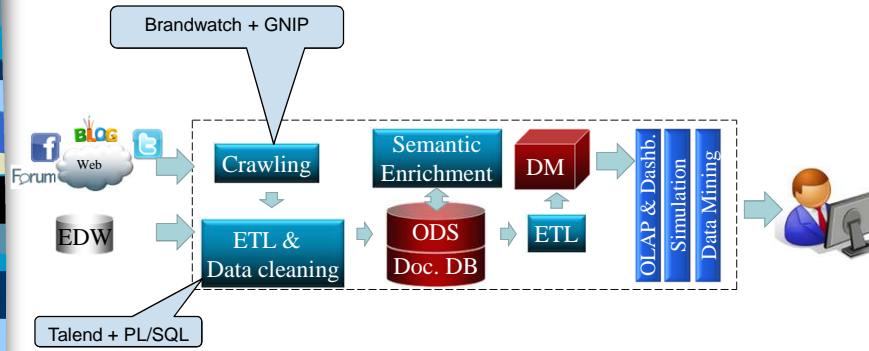 Brandwatch + GNIP
BLOG
f
t
Web
Forum
Crawling
Semantic
Enrichment
DM
EDW
ETL &
Data cleaning
ODS
Doc. DB
ETL
OLAP & Dashb.
Simulation
Data Mining
Talend + PL/SQL